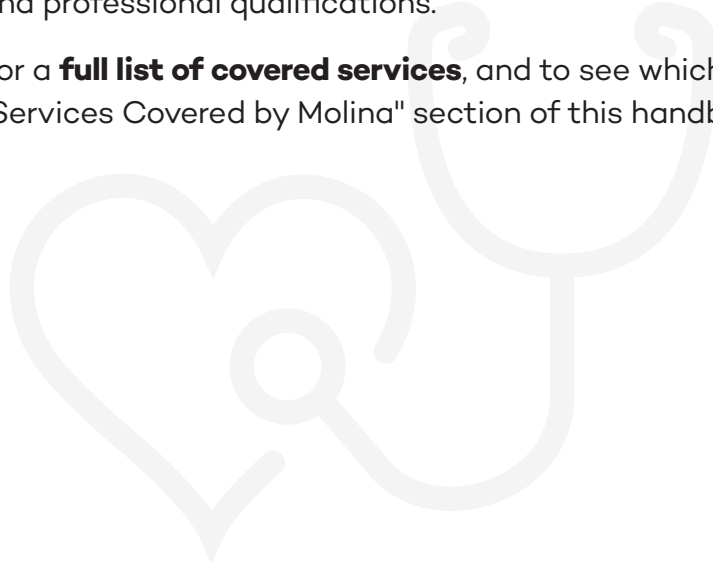 nd professional qualifications.
or a full list of covered services, and to see which
Services Covered by Molina" section of this handb